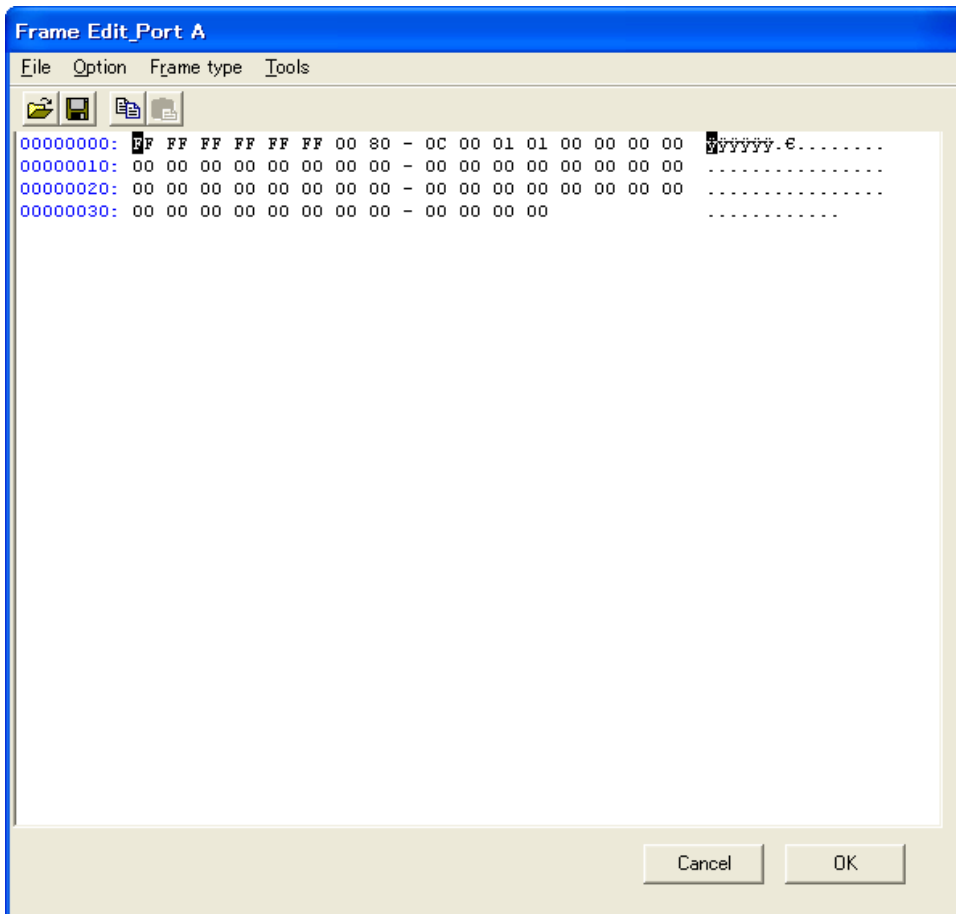 Frame Edit_Port A
File Option Frame type Tools
00000000: FF FF FF FF FF FF 00 80 - 0C 00 01 01 00 00 00 00 ÿÿÿÿÿÿ.€........
00000010: 00 00 00 00 00 00 00 00 - 00 00 00 00 00 00 00 00 ................
00000020: 00 00 00 00 00 00 00 00 - 00 00 00 00 00 00 00 00 ................
00000030: 00 00 00 00 00 00 00 00 - 00 00 00 00 ............
Cancel OK